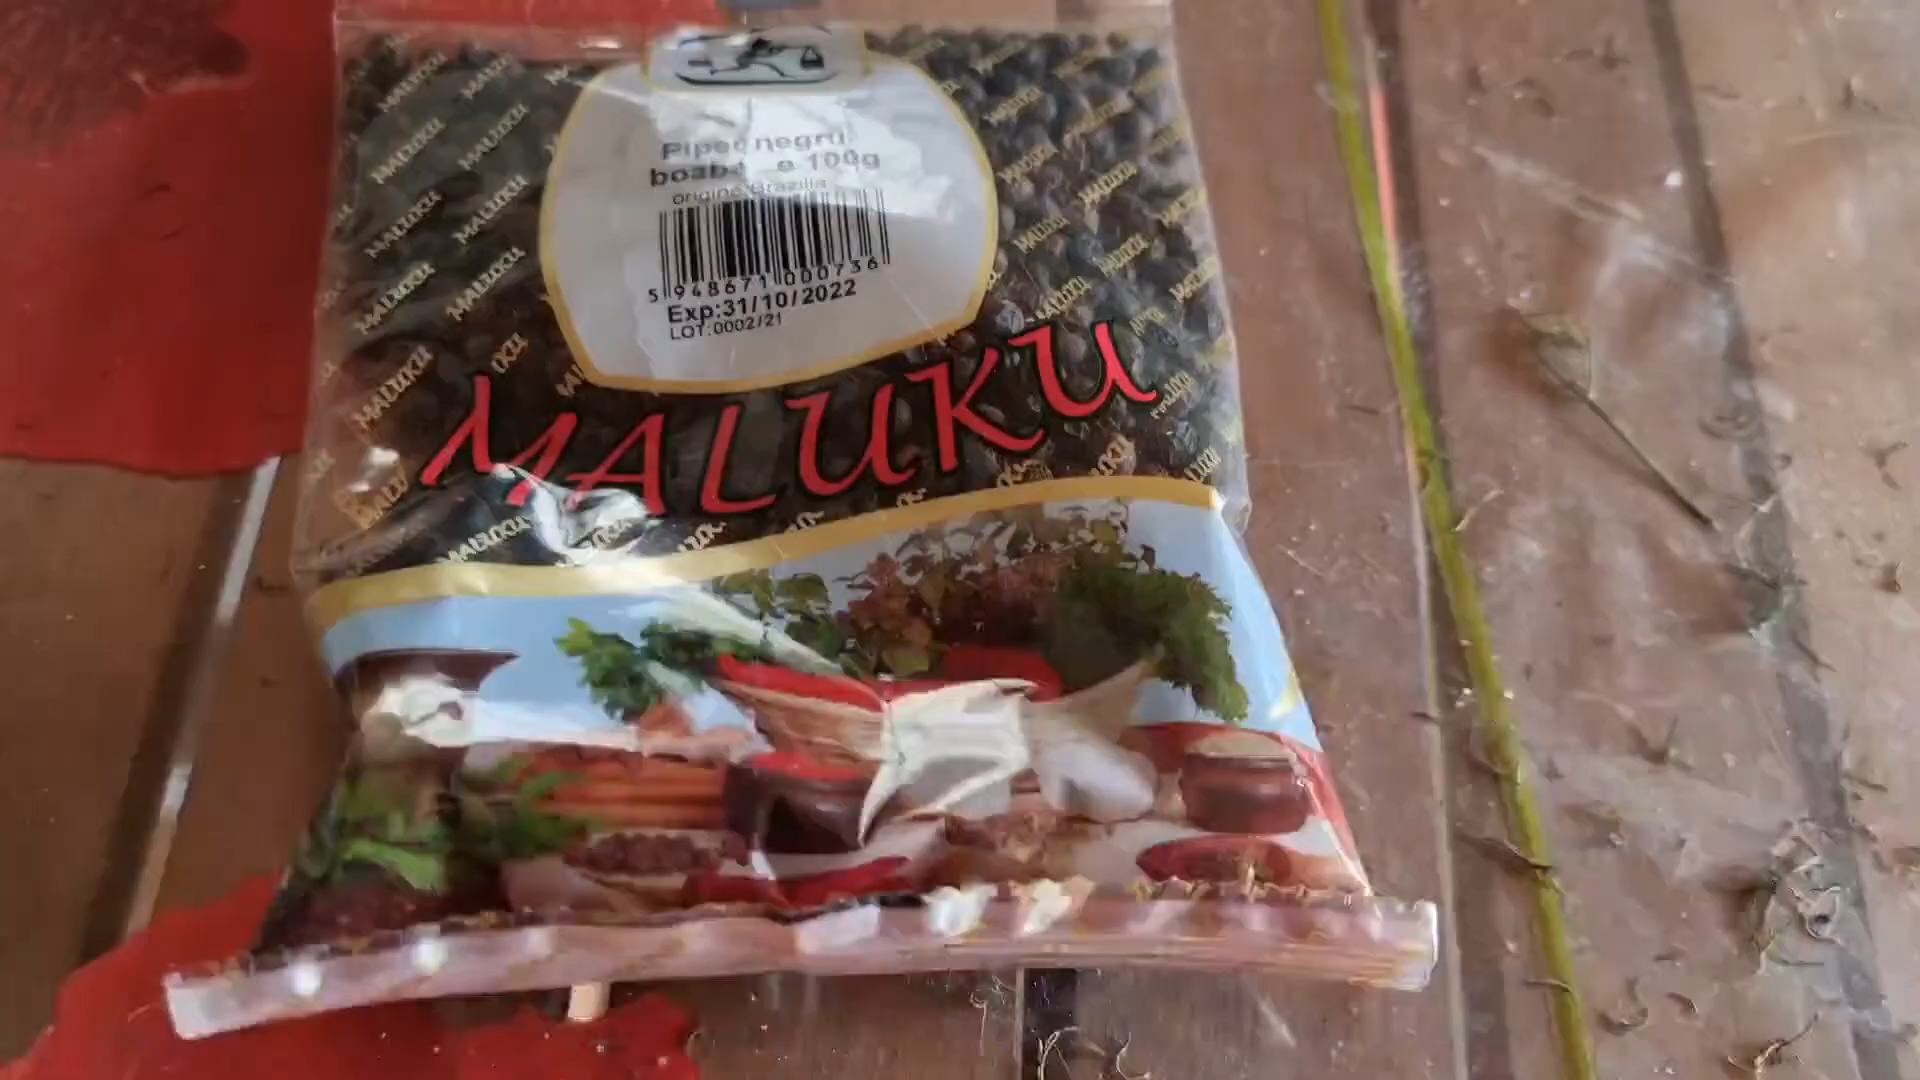 Piper negru
boabe e 100g
origine Brazilia
5 948671 000736
Exp:31/10/2022
LOT:0002/21
MALUKU